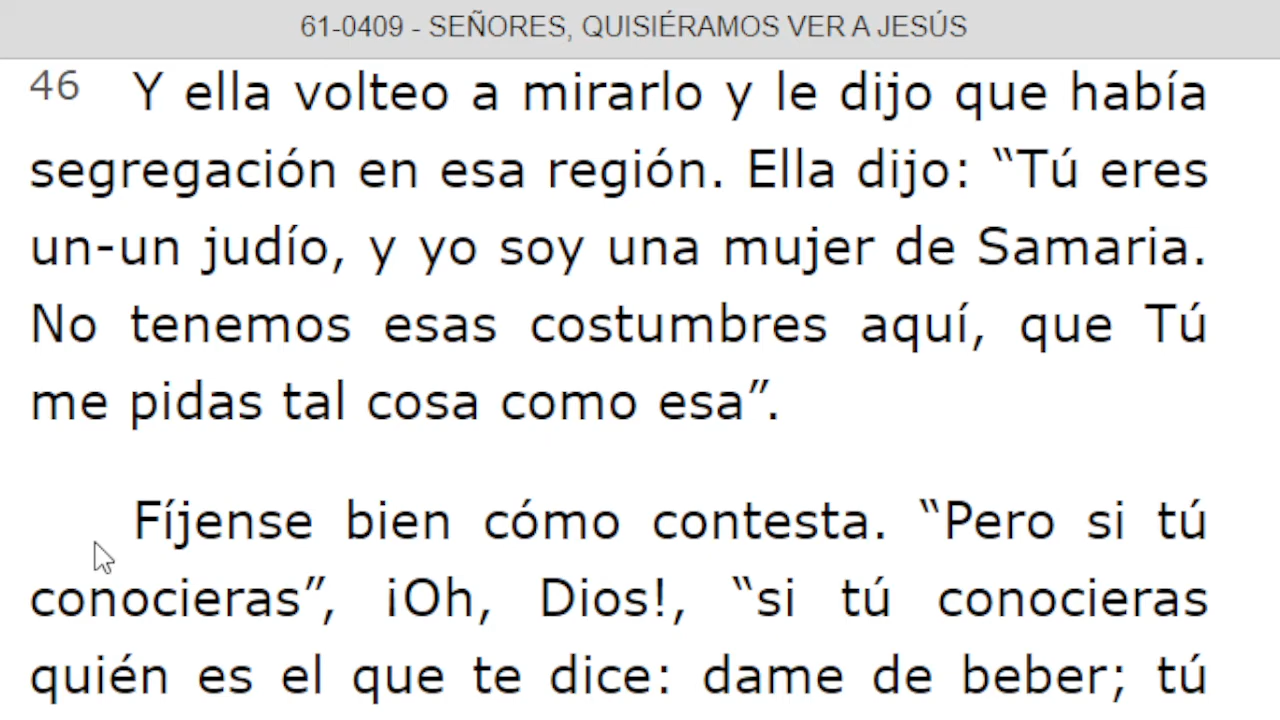 61-0409 - SEÑORES, QUISIÉRAMOS VER A JESÚS
46 Y ella volteo a mirarlo y le dijo que había
segregación en esa región. Ella dijo: “Tú eres
un-un judío, y yo soy una mujer de Samaria.
No tenemos esas costumbres aquí, que Tú
me pidas tal cosa como esa”.
Fíjense bien cómo contesta. “Pero si tú
conocieras”, ¡Oh, Dios!, “si tú conocieras
quién es el que te dice: dame de beber; tú